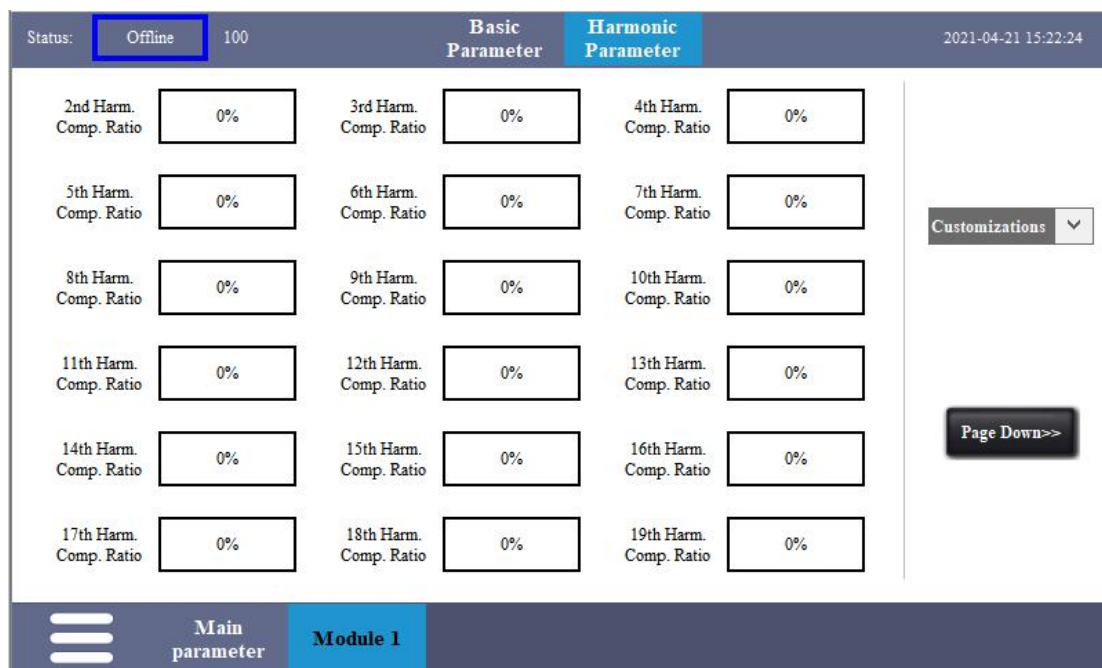 Status: Offline 100 Basic Parameter Harmonic Parameter 2021-04-21 15:22:24
2nd Harm. Comp. Ratio 0% 3rd Harm. Comp. Ratio 0% 4th Harm. Comp. Ratio 0%
5th Harm. Comp. Ratio 0% 6th Harm. Comp. Ratio 0% 7th Harm. Comp. Ratio 0%
Customizations
8th Harm. Comp. Ratio 0% 9th Harm. Comp. Ratio 0% 10th Harm. Comp. Ratio 0%
11th Harm. Comp. Ratio 0% 12th Harm. Comp. Ratio 0% 13th Harm. Comp. Ratio 0%
Page Down>>
14th Harm. Comp. Ratio 0% 15th Harm. Comp. Ratio 0% 16th Harm. Comp. Ratio 0%
17th Harm. Comp. Ratio 0% 18th Harm. Comp. Ratio 0% 19th Harm. Comp. Ratio 0%
Main parameter Module 1